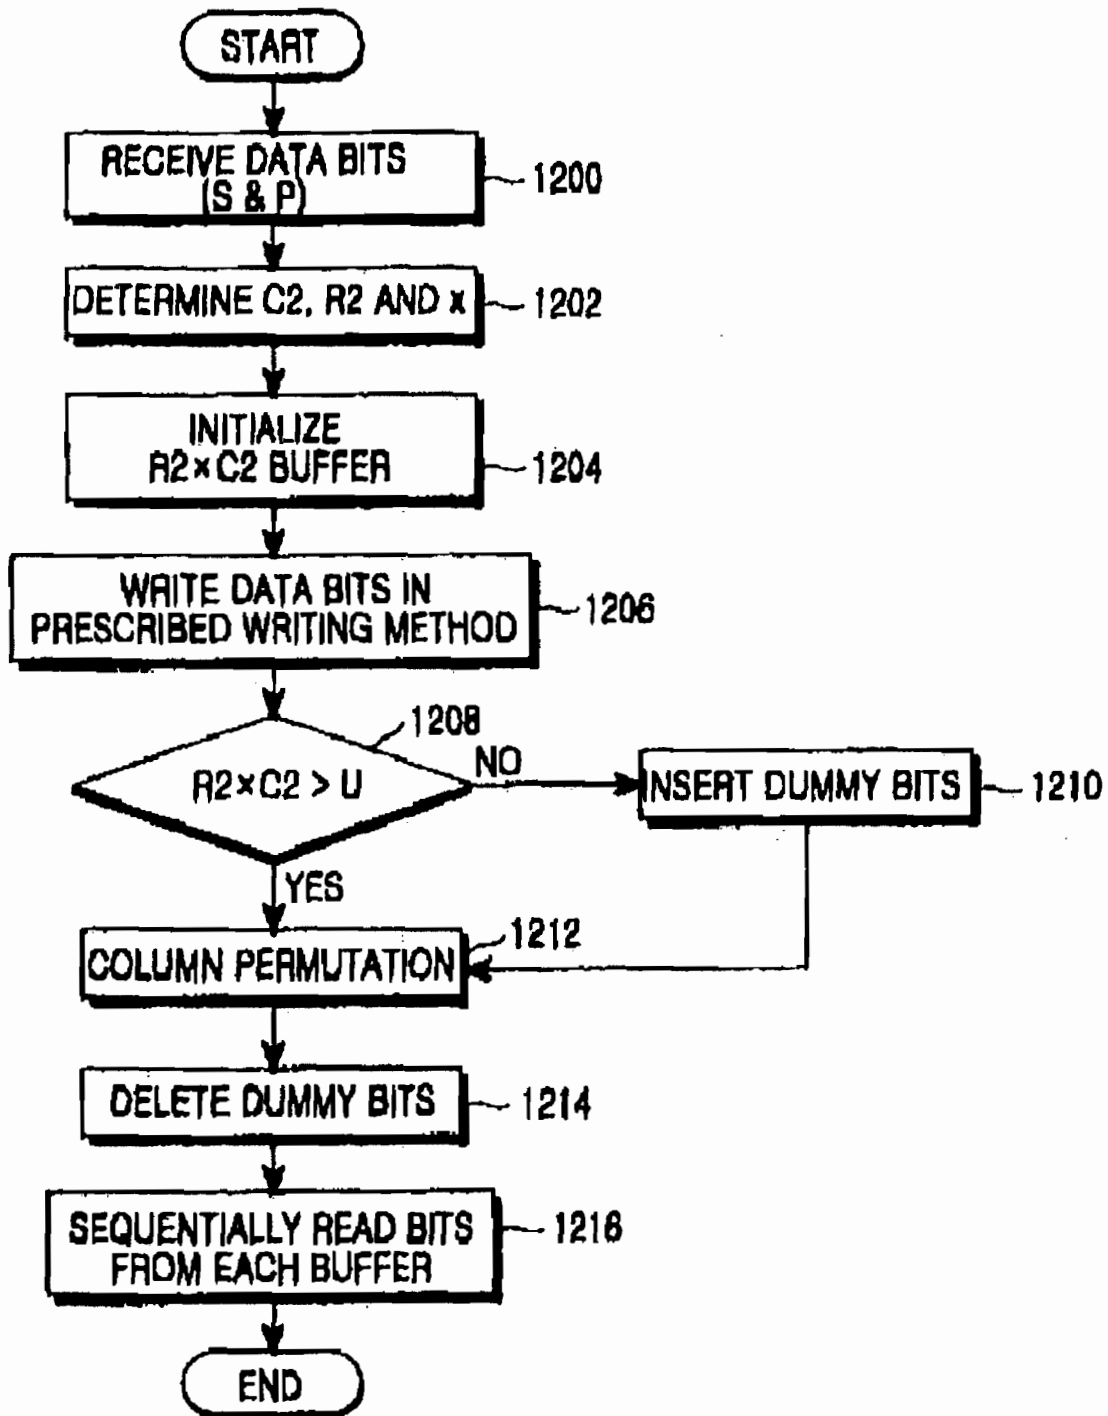 START
RECEIVE DATA BITS
(S & P)
1200
DETERMINE C2, R2 AND x
1202
INITIALIZE
R2×C2 BUFFER
1204
WRITE DATA BITS IN
PRESCRIBED WRITING METHOD
1206
1208
R2×C2 > U
NO
INSERT DUMMY BITS
1210
YES
COLUMN PERMUTATION
1212
DELETE DUMMY BITS
1214
SEQUENTIALLY READ BITS
FROM EACH BUFFER
1216
END